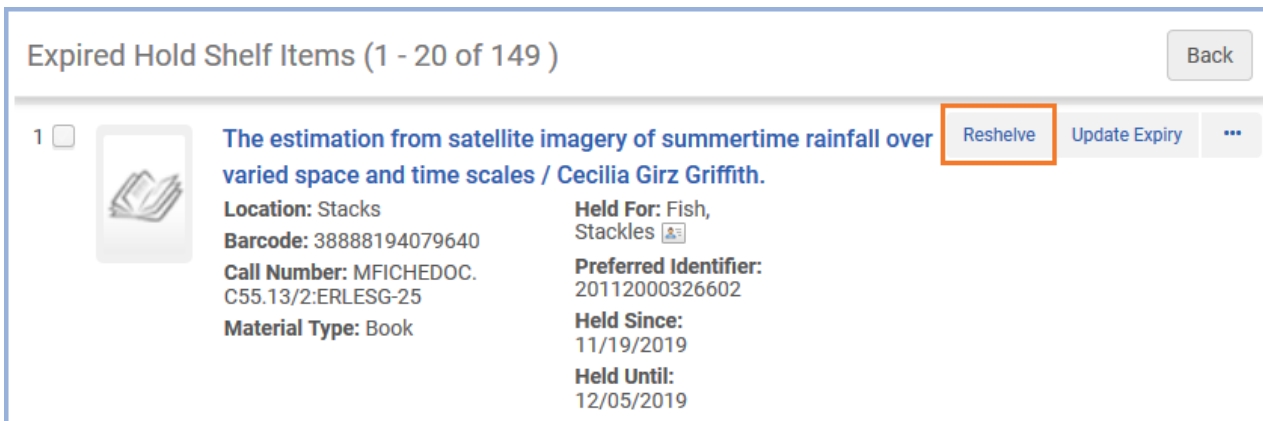 Expired Hold Shelf Items (1 - 20 of 149 )
Back
1
The estimation from satellite imagery of summertime rainfall over
varied space and time scales / Cecilia Girz Griffith.
Reshelve
Update Expiry
•••
Location: Stacks
Barcode: 38888194079640
Call Number: MFICHEDOC.
C55.13/2:ERLESG-25
Material Type: Book
Held For: Fish,
Stackles
Preferred Identifier:
20112000326602
Held Since:
11/19/2019
Held Until:
12/05/2019